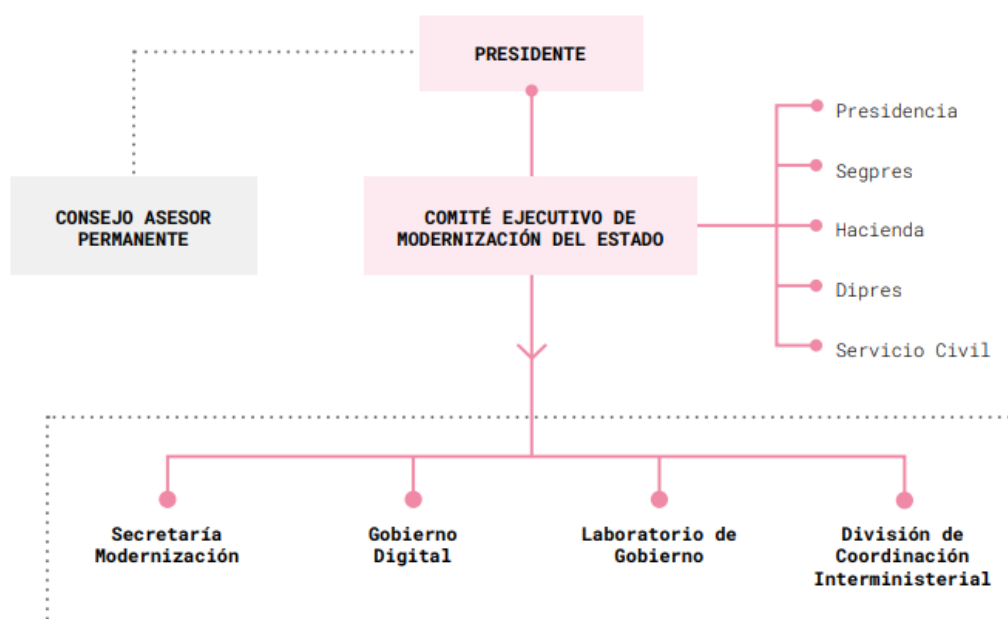 PRESIDENTE
CONSEJO ASESOR
PERMANENTE
COMITÉ EJECUTIVO DE
MODERNIZACIÓN DEL ESTADO
Presidencia
Segpres
Hacienda
Dipres
Servicio Civil
Secretaría
Modernización
Gobierno
Digital
Laboratorio de
Gobierno
División de
Coordinación
Interministerial